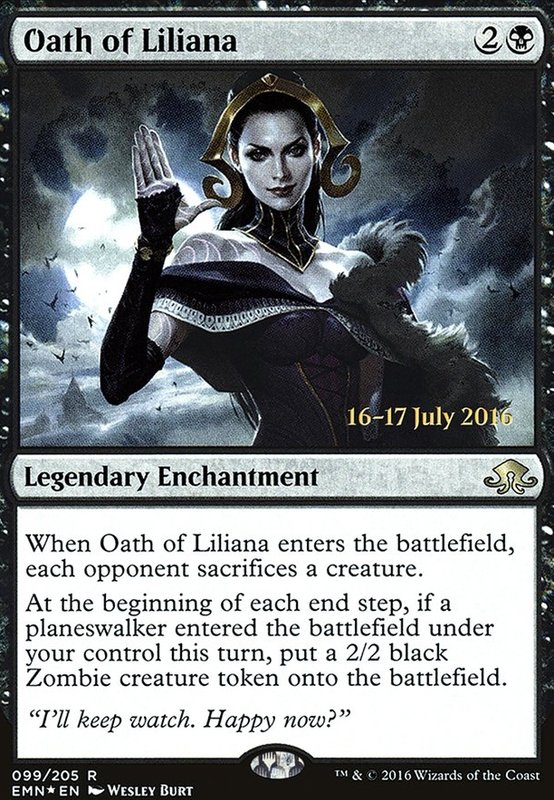 Oath of Liliana 2
16-17 July 2016
Legendary Enchantment
When Oath of Liliana enters the battlefield,
each opponent sacrifices a creature.
At the beginning of each end step, if a
planeswalker entered the battlefield under
your control this turn, put a 2/2 black
Zombie creature token onto the battlefield.
“I’ll keep watch. Happy now?”
099/205 R
EMN★EN Wesley Burt
™ & © 2016 Wizards of the Coast